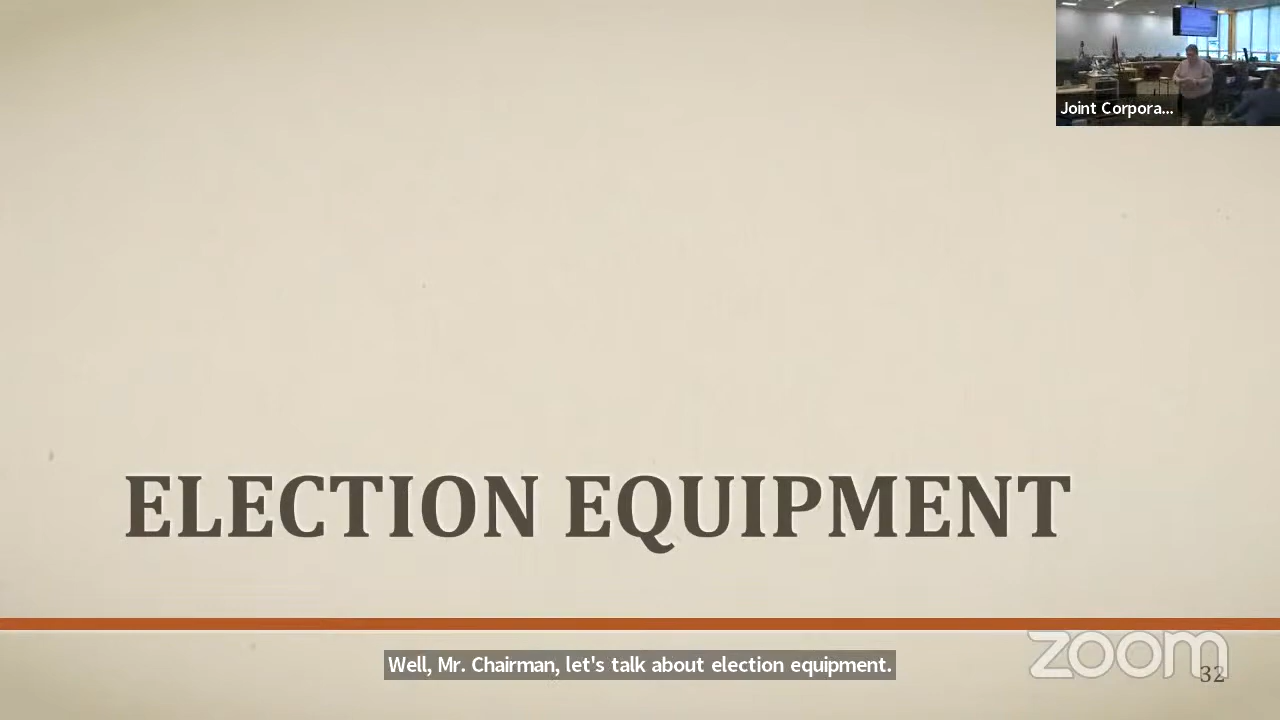 Joint Corpora...
ELECTION EQUIPMENT
Well, Mr. Chairman, let's talk about election equipment.
zoom
32